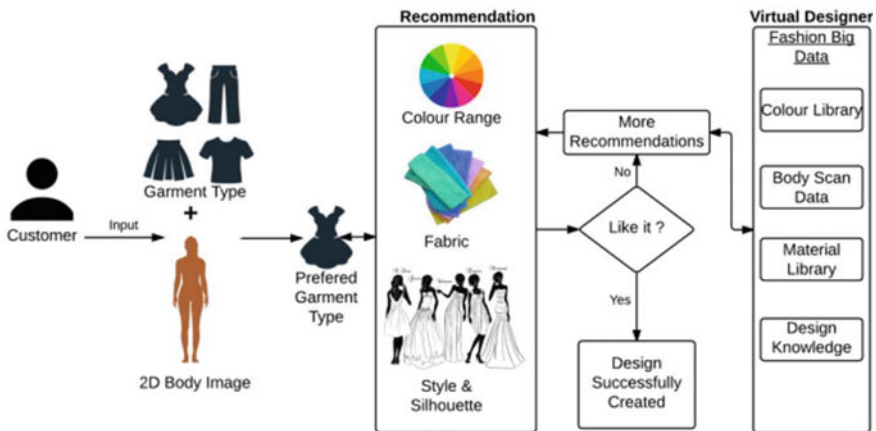 Recommendation
Virtual Designer
Fashion Big
Data
Colour Library
Body Scan
Data
Material
Library
Design
Knowledge
Colour Range
Fabric
Style &
Silhouette
More
Recommendations
No
Like it ?
Yes
Design
Successfully
Created
Garment Type
+
Customer
Input
2D Body Image
Prefered
Garment
Type